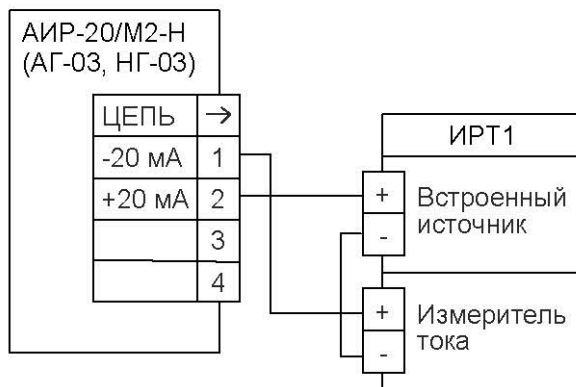 АИР-20/М2-Н
(АГ-03, НГ-03)
ЦЕПЬ →
-20 мА 1
+20 мА 2
3
4
ИРТ1
+ Встроенный
- источник
+ Измеритель
- тока